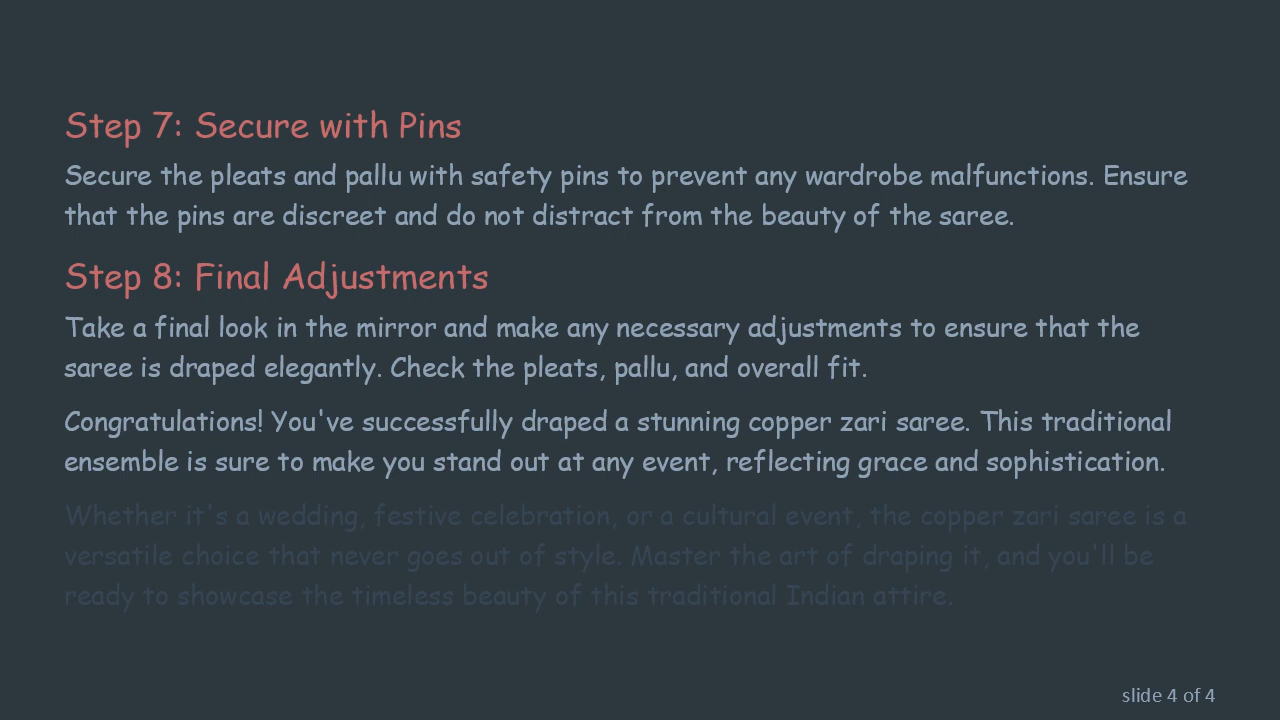 Step 7: Secure with Pins
Secure the pleats and pallu with safety pins to prevent any wardrobe malfunctions. Ensure
that the pins are discreet and do not distract from the beauty of the saree.
Step 8: Final Adjustments
Take a final look in the mirror and make any necessary adjustments to ensure that the
saree is draped elegantly. Check the pleats, pallu, and overall fit.
Congratulations! You've successfully draped a stunning copper zari saree. This traditional
ensemble is sure to make you stand out at any event, reflecting grace and sophistication.
Whether it's a wedding, festive celebration, or a cultural event, the copper zari saree is a
versatile choice that never goes out of style. Master the art of draping it, and you'll be
ready to showcase the timeless beauty of this traditional Indian attire.
slide 4 of 4